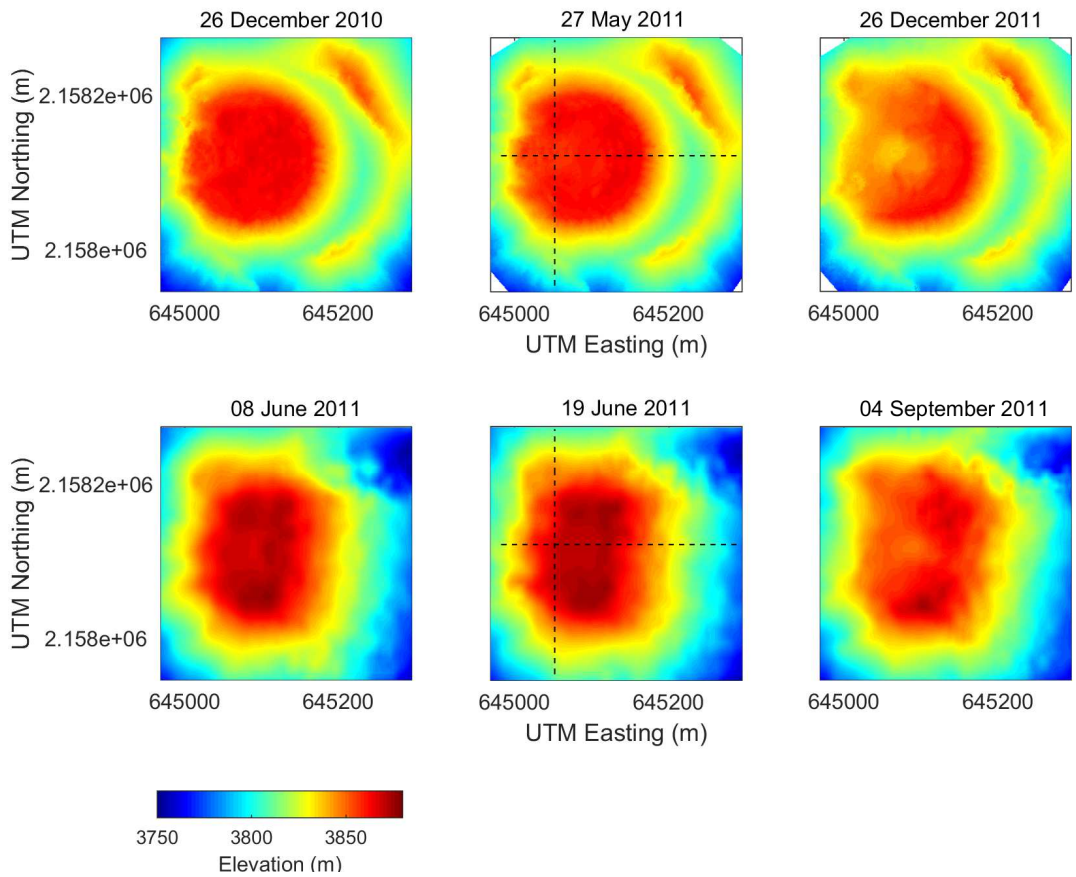 26 December 2010
27 May 2011
26 December 2011
UTM Northing (m)
2.1582e+06
2.158e+06
645000
645200
645000
645200
645000
645200
UTM Easting (m)
08 June 2011
19 June 2011
04 September 2011
UTM Northing (m)
2.1582e+06
2.158e+06
645000
645200
645000
645200
645000
645200
UTM Easting (m)
3750
3800
3850
Elevation (m)